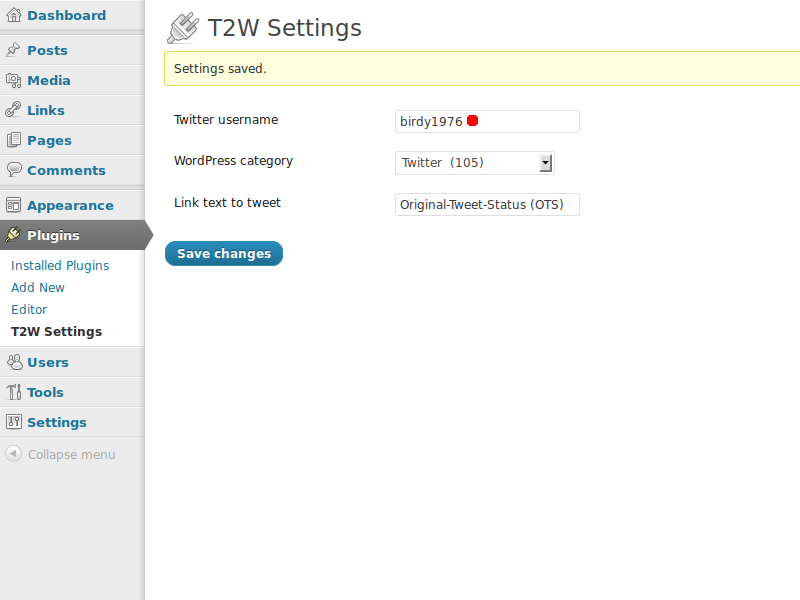 Dashboard
Posts
Media
Links
Pages
Comments
Appearance
Plugins
Installed Plugins
Add New
Editor
T2W Settings
Users
Tools
Settings
Collapse menu
T2W Settings
Settings saved.
Twitter username
birdy1976
WordPress category
Twitter (105)
Link text to tweet
Original-Tweet-Status (OTS)
Save changes